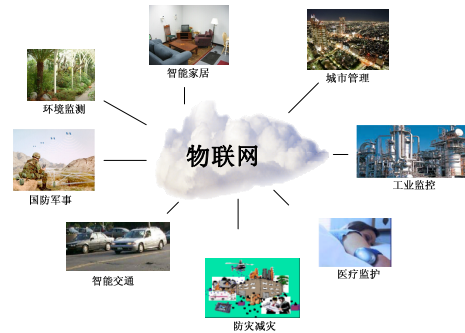 智能家居
城市管理
环境监测
物联网
工业监控
国防军事
医疗监护
智能交通
防灾减灾